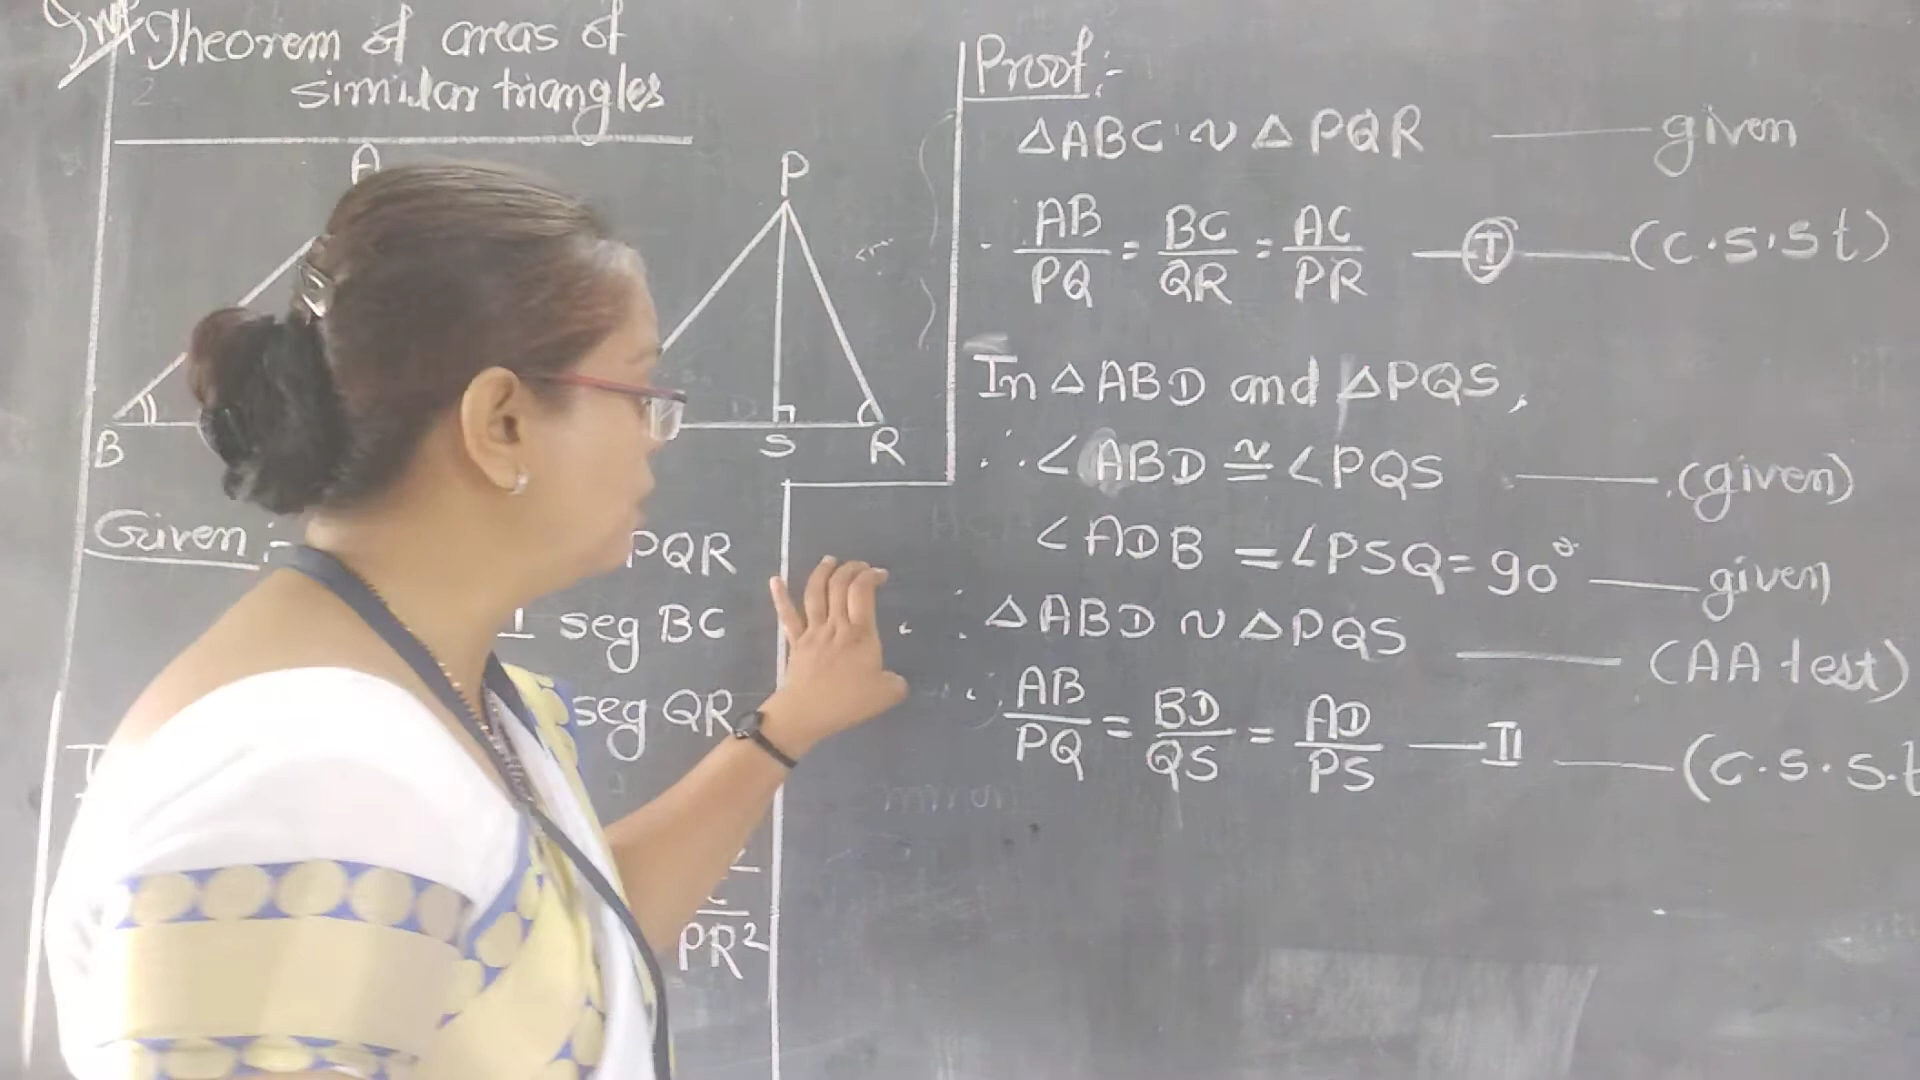 Imp Theorem of areas of
similar triangles
A
P
B
S
R
Given :-
PQR
⊥ seg BC
seg QR
PR²
Proof :-
△ABC ~ △PQR —— given
AB/PQ = BC/QR = AC/PR —Ⓘ— (c.s.s.t)
In △ABD and △PQS,
∴ ∠ABD ≅ ∠PQS —— (given)
∠ADB = ∠PSQ = 90° —— given
∴ △ABD ~ △PQS —— (AA test)
∴ AB/PQ = BD/QS = AD/PS —II —— (c.s.s.t